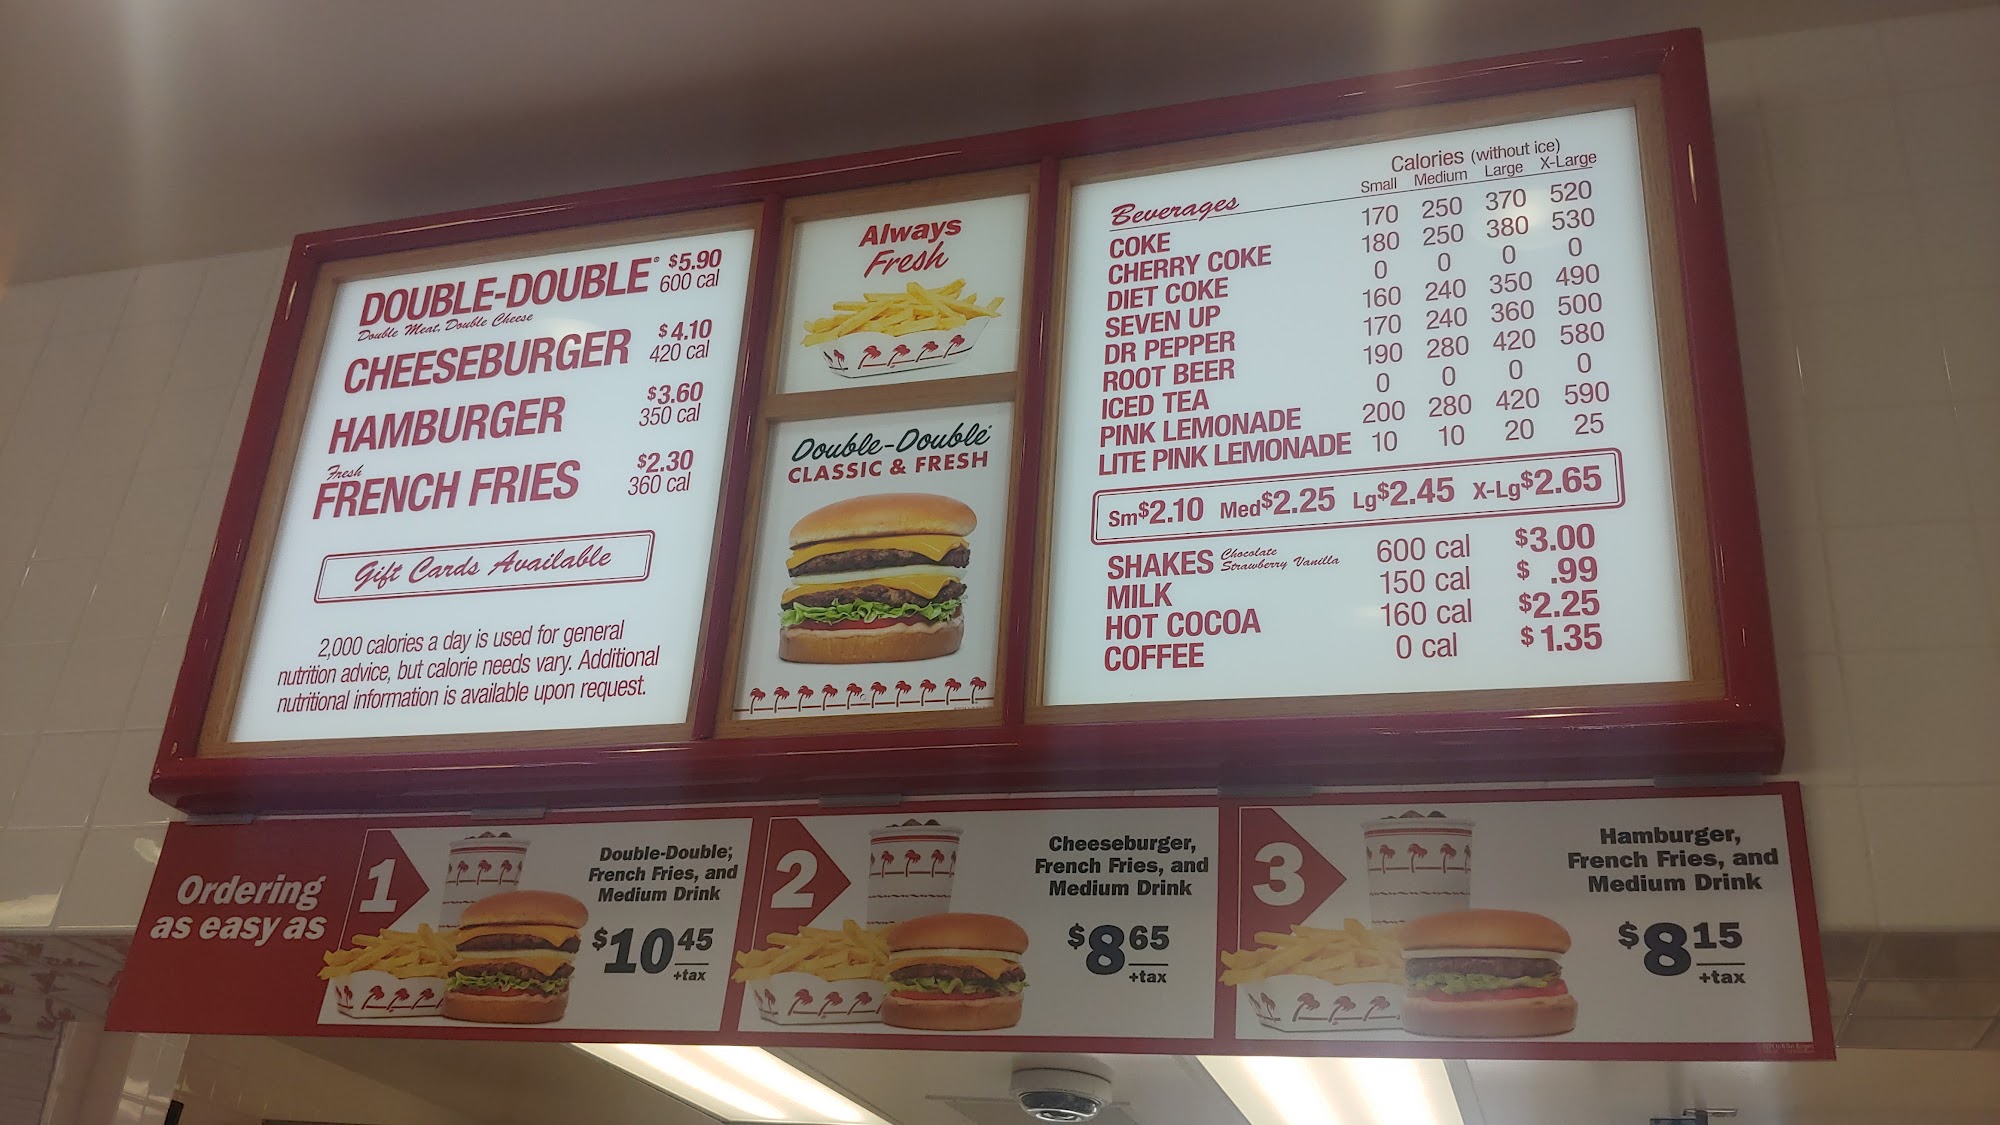 DOUBLE-DOUBLE® $5.90
600 cal
Double Meat, Double Cheese
CHEESEBURGER $4.10
420 cal
HAMBURGER $3.60
350 cal
Fresh
FRENCH FRIES $2.30
360 cal
Gift Cards Available
2,000 calories a day is used for general
nutrition advice, but calorie needs vary. Additional
nutritional information is available upon request.
Always
Fresh
Double-Double®
CLASSIC & FRESH
Calories (without ice)
Beverages Small Medium Large X-Large
COKE 170 250 370 520
CHERRY COKE 180 250 380 530
DIET COKE 0 0 0 0
SEVEN UP 160 240 350 490
DR PEPPER 170 240 360 500
ROOT BEER 190 280 420 580
ICED TEA 0 0 0 0
PINK LEMONADE 200 280 420 590
LITE PINK LEMONADE 10 10 20 25
Sm$2.10 Med$2.25 Lg$2.45 X-Lg$2.65
SHAKES Chocolate Strawberry Vanilla 600 cal $3.00
MILK 150 cal $ .99
HOT COCOA 160 cal $2.25
COFFEE 0 cal $1.35
Ordering
as easy as
1
Double-Double,
French Fries, and
Medium Drink
$10 45
+tax
2
Cheeseburger,
French Fries, and
Medium Drink
$8 65
+tax
3
Hamburger,
French Fries, and
Medium Drink
$8 15
+tax